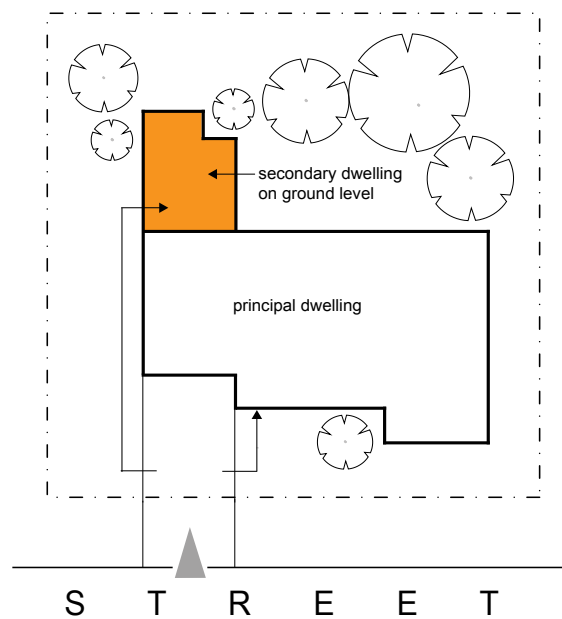 secondary dwelling
on ground level
principal dwelling
S T R E E T